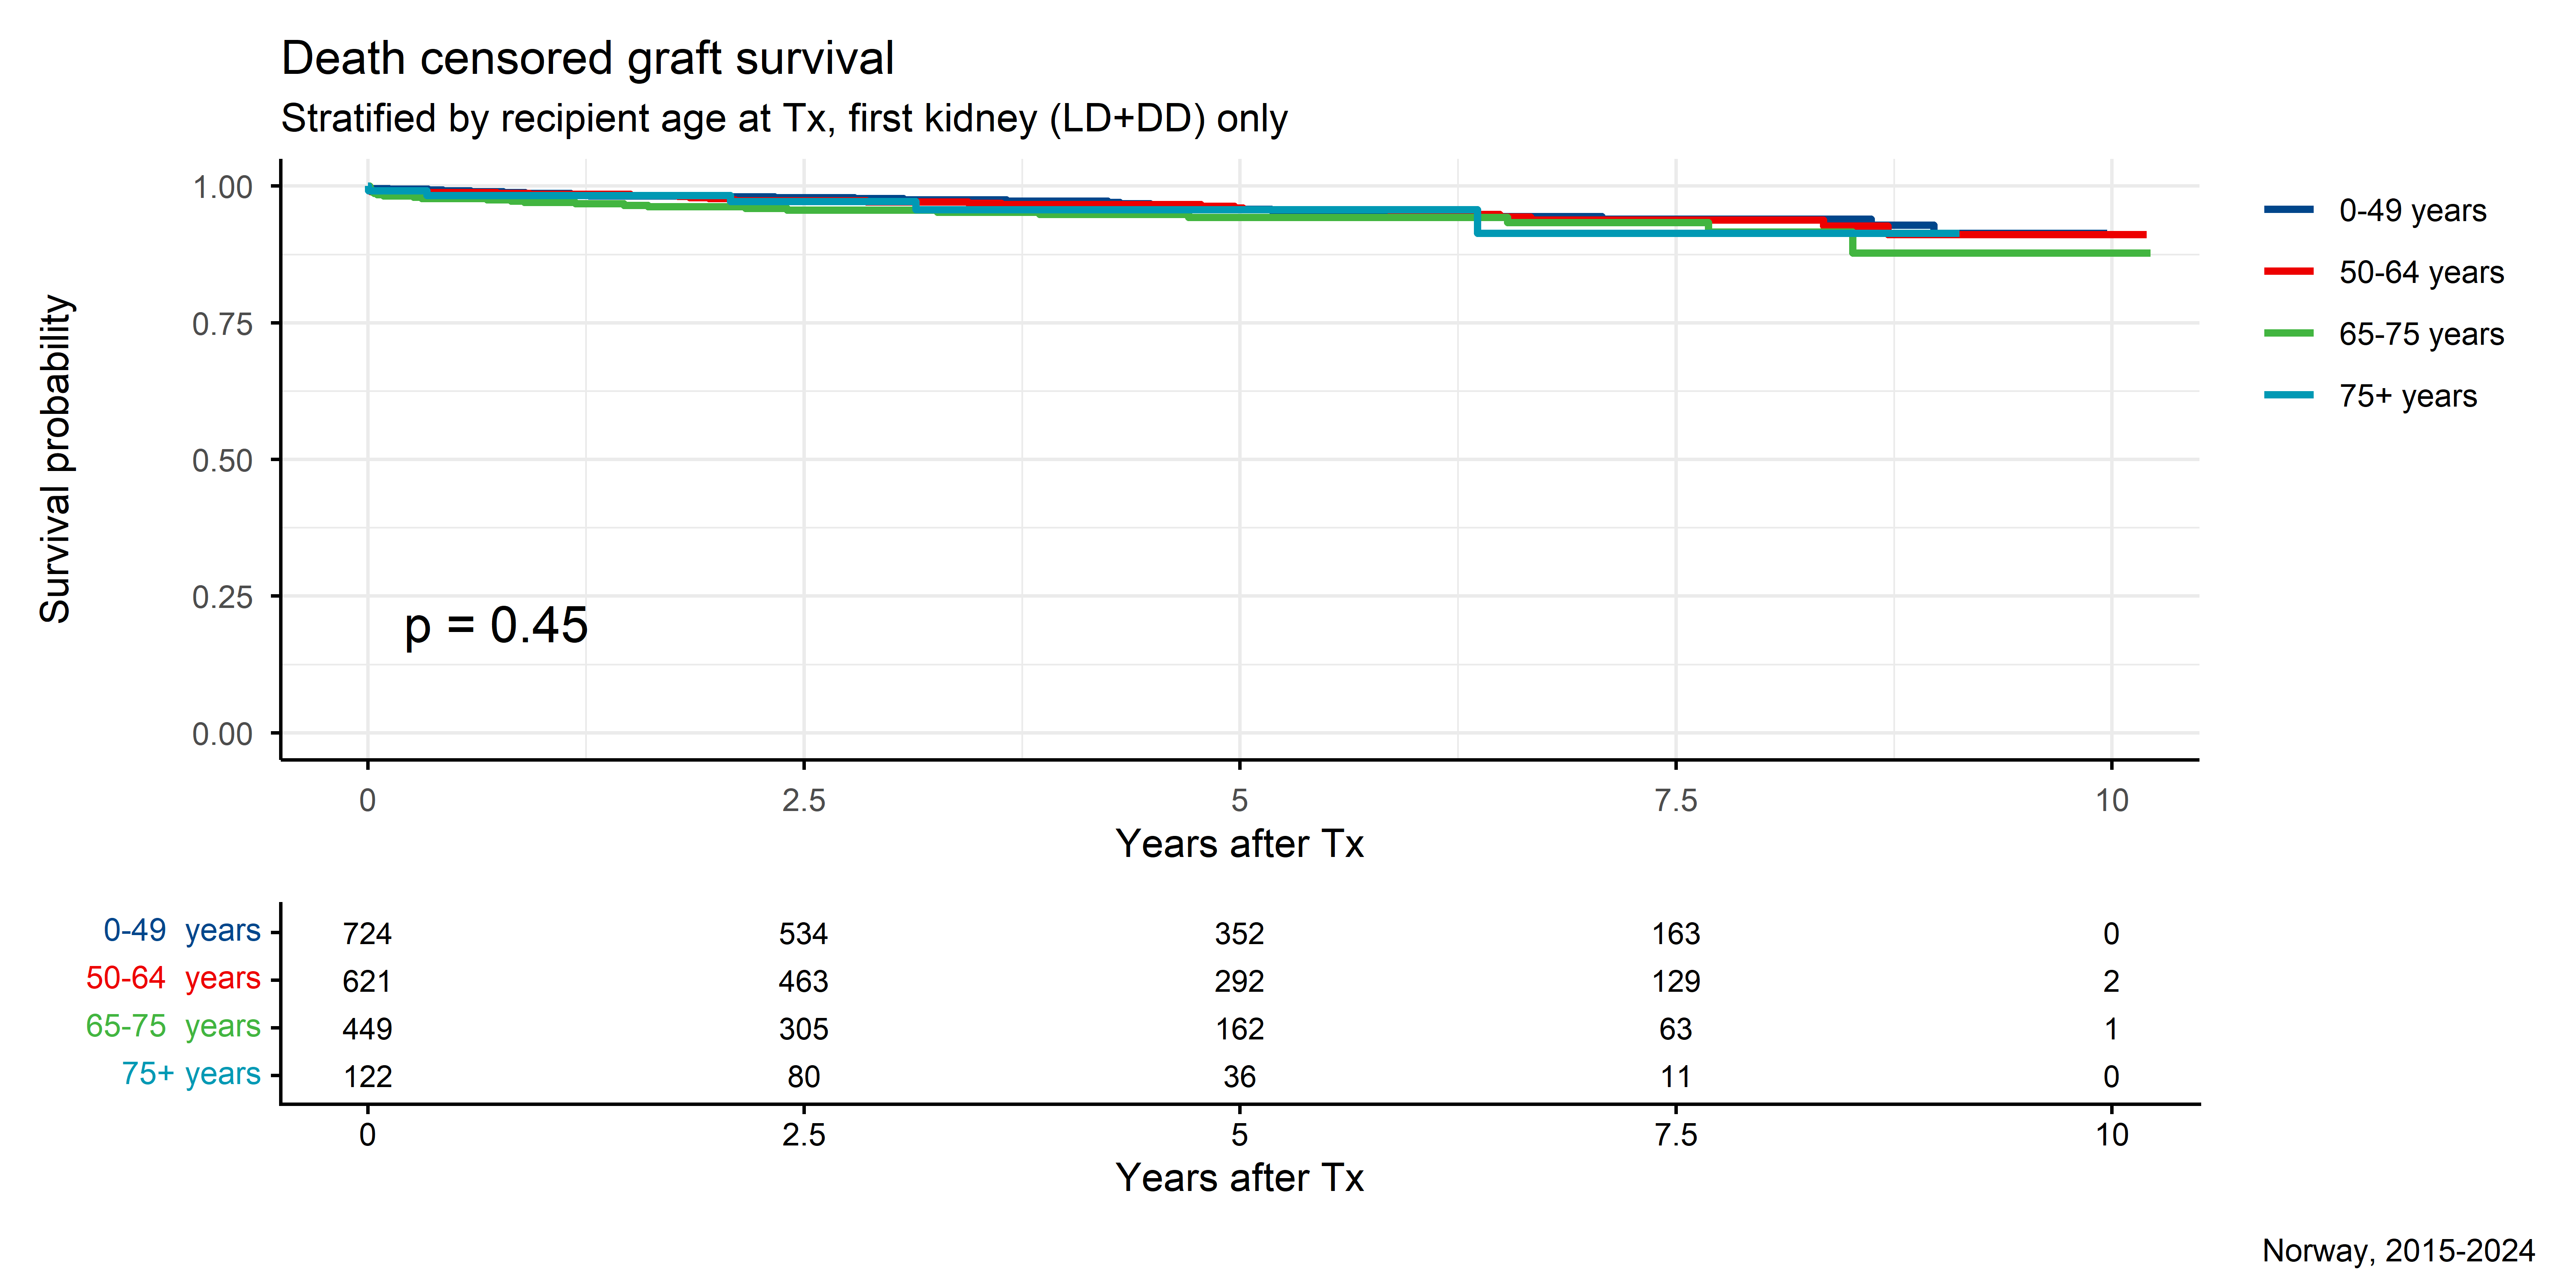 Death censored graft survival
Stratified by recipient age at Tx, first kidney (LD+DD) only
Survival probability
1.00
0.75
0.50
0.25
0.00
p = 0.45
0 2.5 5 7.5 10
Years after Tx
0-49 years
50-64 years
65-75 years
75+ years
0-49 years 724 534 352 163 0
50-64 years 621 463 292 129 2
65-75 years 449 305 162 63 1
75+ years 122 80 36 11 0
0 2.5 5 7.5 10
Years after Tx
Norway, 2015-2024